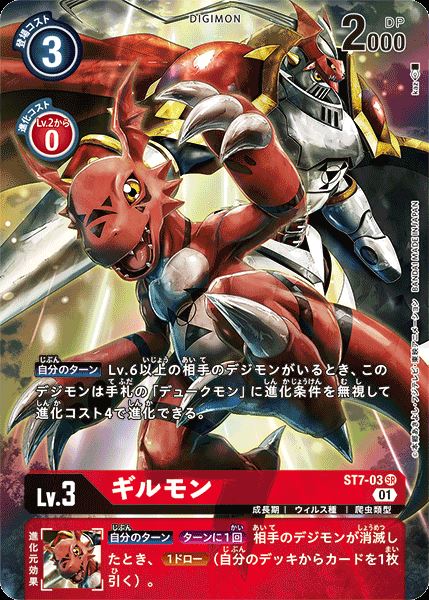 DIGIMON
登場コスト
3
DP
2000
進化コスト
Lv.2から
0
BANDAI MADE IN JAPAN
自分のターン Lv.6以上の相手のデジモンがいるとき、この
デジモンは手札の「デュークモン」に進化条件を無視して
進化コスト4で進化できる。
ST7-03 SR
01
Lv.3
ギルモン
成長期 | ウィルス種 | 爬虫類型
進化元効果
自分のターン ターンに1回 相手のデジモンが消滅し
たとき、1ドロー（自分のデッキからカードを1枚
引く）。